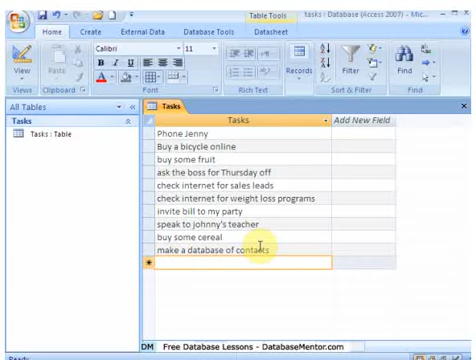 Table Tools
tasks : Database (Access 2007) - Mic...
Home
Create
External Data
Database Tools
Datasheet
View
Views
Paste
Clipboard
Calibri
11
B
I
U
A
Font
Rich Text
Records
Filter
Sort & Filter
Find
Find
All Tables
Tasks
Tasks
Tasks : Table
Tasks
Add New Field
Phone Jenny
Buy a bicycle online
buy some fruit
ask the boss for Thursday off
check internet for sales leads
check internet for weight loss programs
invite bill to my party
speak to johnny's teacher
buy some cereal
make a database of contacts
DM
Free Database Lessons - DatabaseMentor.com